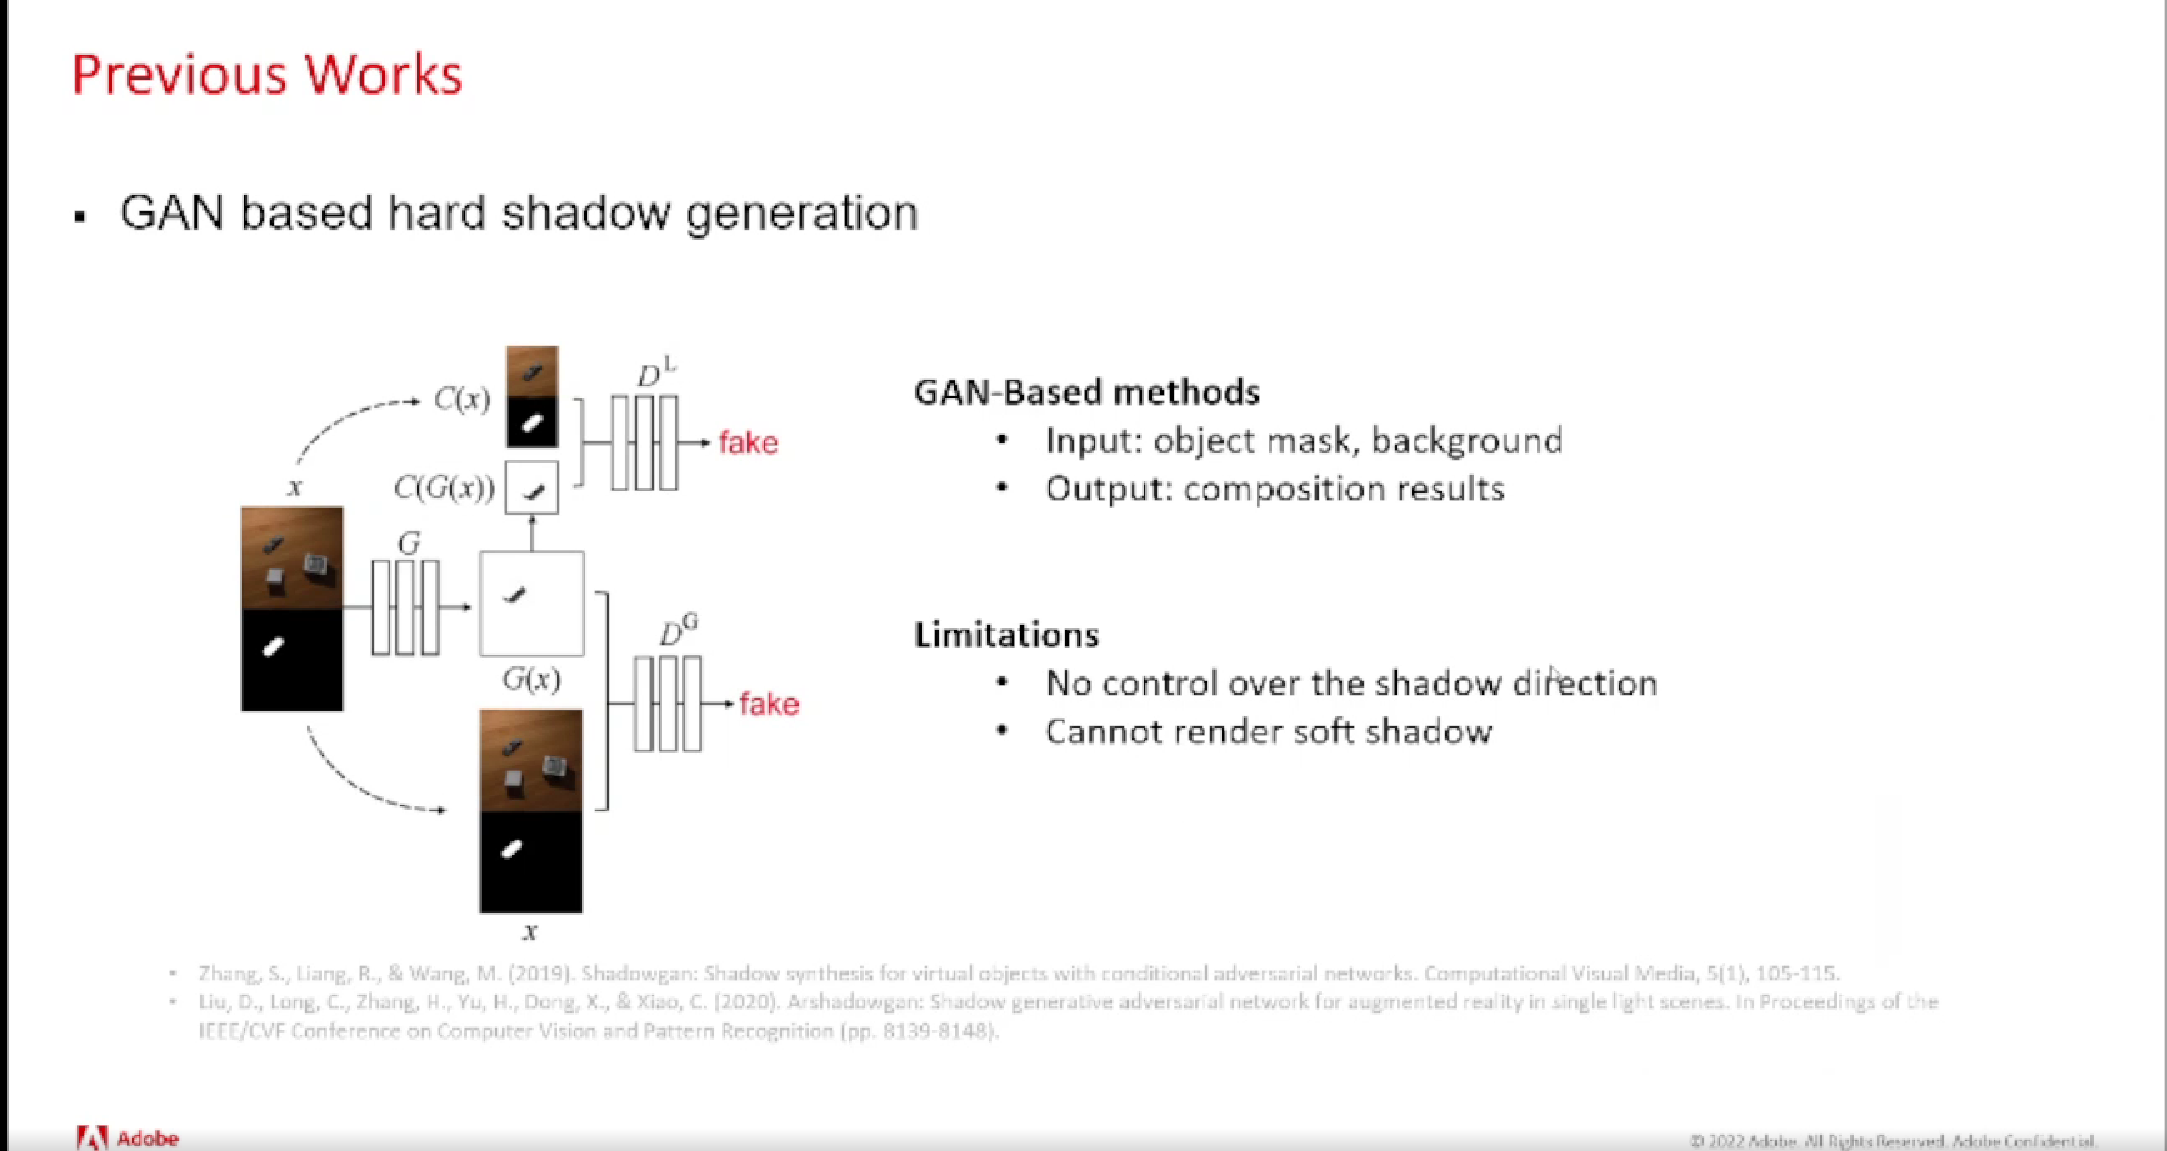 Previous Works
▪ GAN based hard shadow generation
C(x)
D^L
fake
C(G(x))
x
G
G(x)
D^G
fake
x
GAN-Based methods
• Input: object mask, background
• Output: composition results
Limitations
• No control over the shadow direction
• Cannot render soft shadow
• Zhang, S., Liang, R., & Wang, M. (2019). Shadowgan: Shadow synthesis for virtual objects with conditional adversarial networks. Computational Visual Media, 5(1), 105-115.
• Liu, D., Long, C., Zhang, H., Yu, H., Dong, X., & Xiao, C. (2020). Arshadowgan: Shadow generative adversarial network for augmented reality in single light scenes. In Proceedings of the
IEEE/CVF Conference on Computer Vision and Pattern Recognition (pp. 8139-8148).
Adobe
© 2022 Adobe. All Rights Reserved. Adobe Confidential.